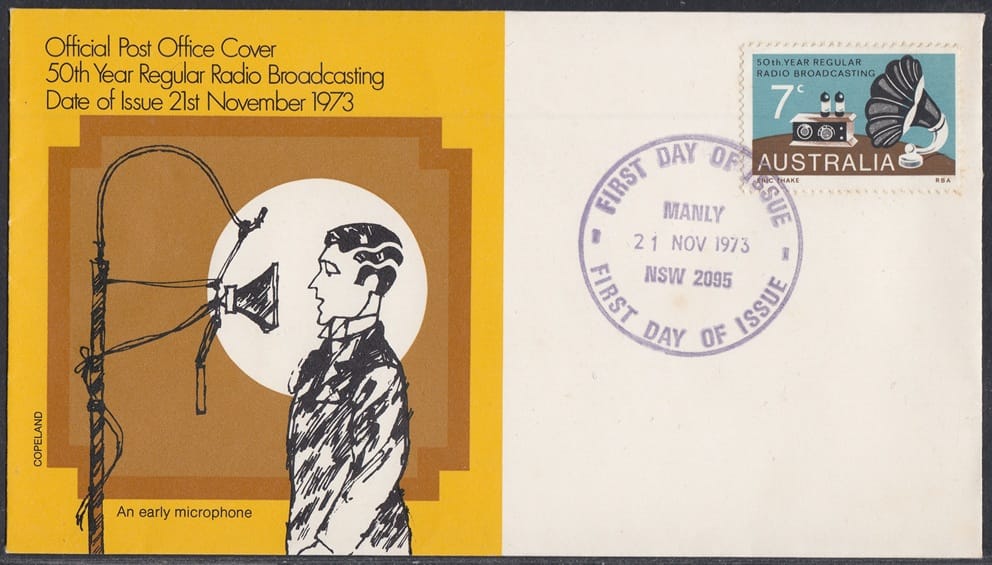 Official Post Office Cover
50th Year Regular Radio Broadcasting
Date of Issue 21st November 1973
COPELAND
An early microphone
50th. YEAR REGULAR
RADIO BROADCASTING
7c
AUSTRALIA
ERIC THAKE
RBA
FIRST DAY OF ISSUE
MANLY
21 NOV 1973
NSW 2095
FIRST DAY OF ISSUE